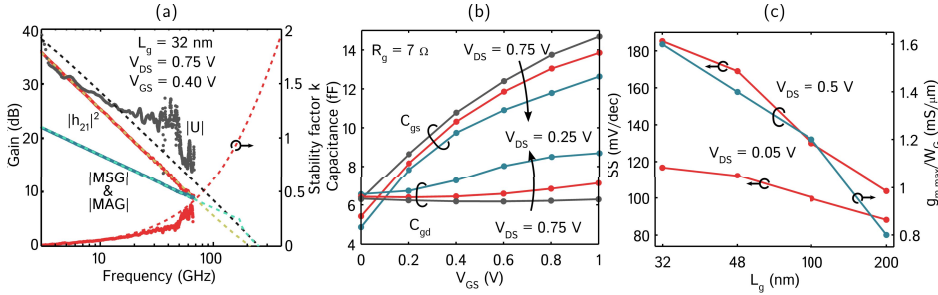 (a)
(b)
(c)
L_g = 32 nm
V_DS = 0.75 V
V_GS = 0.40 V
|h_21|^2
|U|
|MSG|
&
|MAG|
Gain (dB)
40
30
20
10
0
10
100
Frequency (GHz)
2
1.5
1
0.5
0
Stability factor k
R_g = 7 Ω
V_DS = 0.75 V
C_gs
V_DS = 0.25 V
C_gd
V_DS = 0.75 V
Capacitance (fF)
14
12
10
8
6
4
0
0.2
0.4
0.6
0.8
1
V_GS (V)
V_DS = 0.5 V
V_DS = 0.05 V
SS (mV/dec)
180
160
140
120
100
80
32
48
100
200
L_g (nm)
1.6
1.4
1.2
1
0.8
g_m,max/W_G (mS/μm)